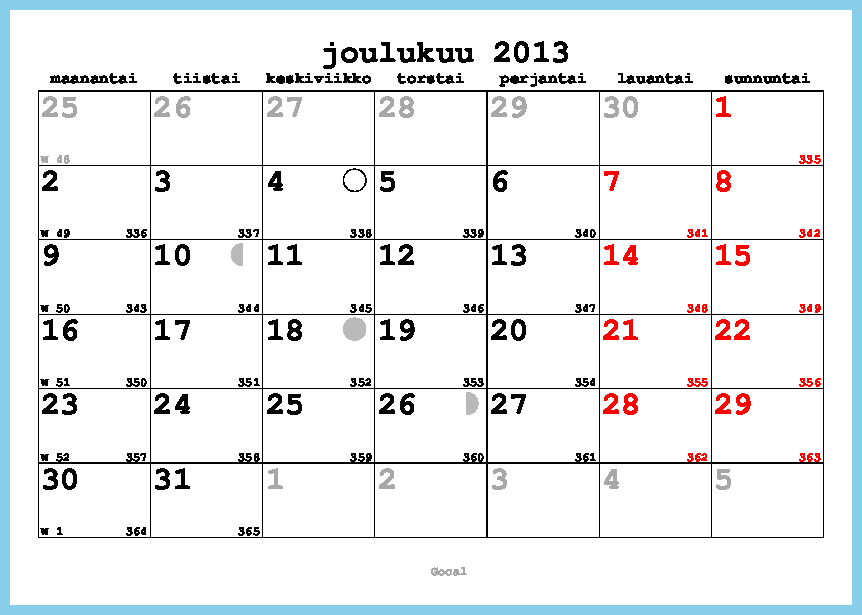 joulukuu 2013
maanantai tiistai keskiviikko torstai perjantai lauantai sunnuntai
25 26 27 28 29 30 1
W 48 335
2 3 4 5 6 7 8
W 49 336 337 338 339 340 341 342
9 10 11 12 13 14 15
W 50 343 344 345 346 347 348 349
16 17 18 19 20 21 22
W 51 350 351 352 353 354 355 356
23 24 25 26 27 28 29
W 52 357 358 359 360 361 362 363
30 31 1 2 3 4 5
W 1 364 365
Gocal